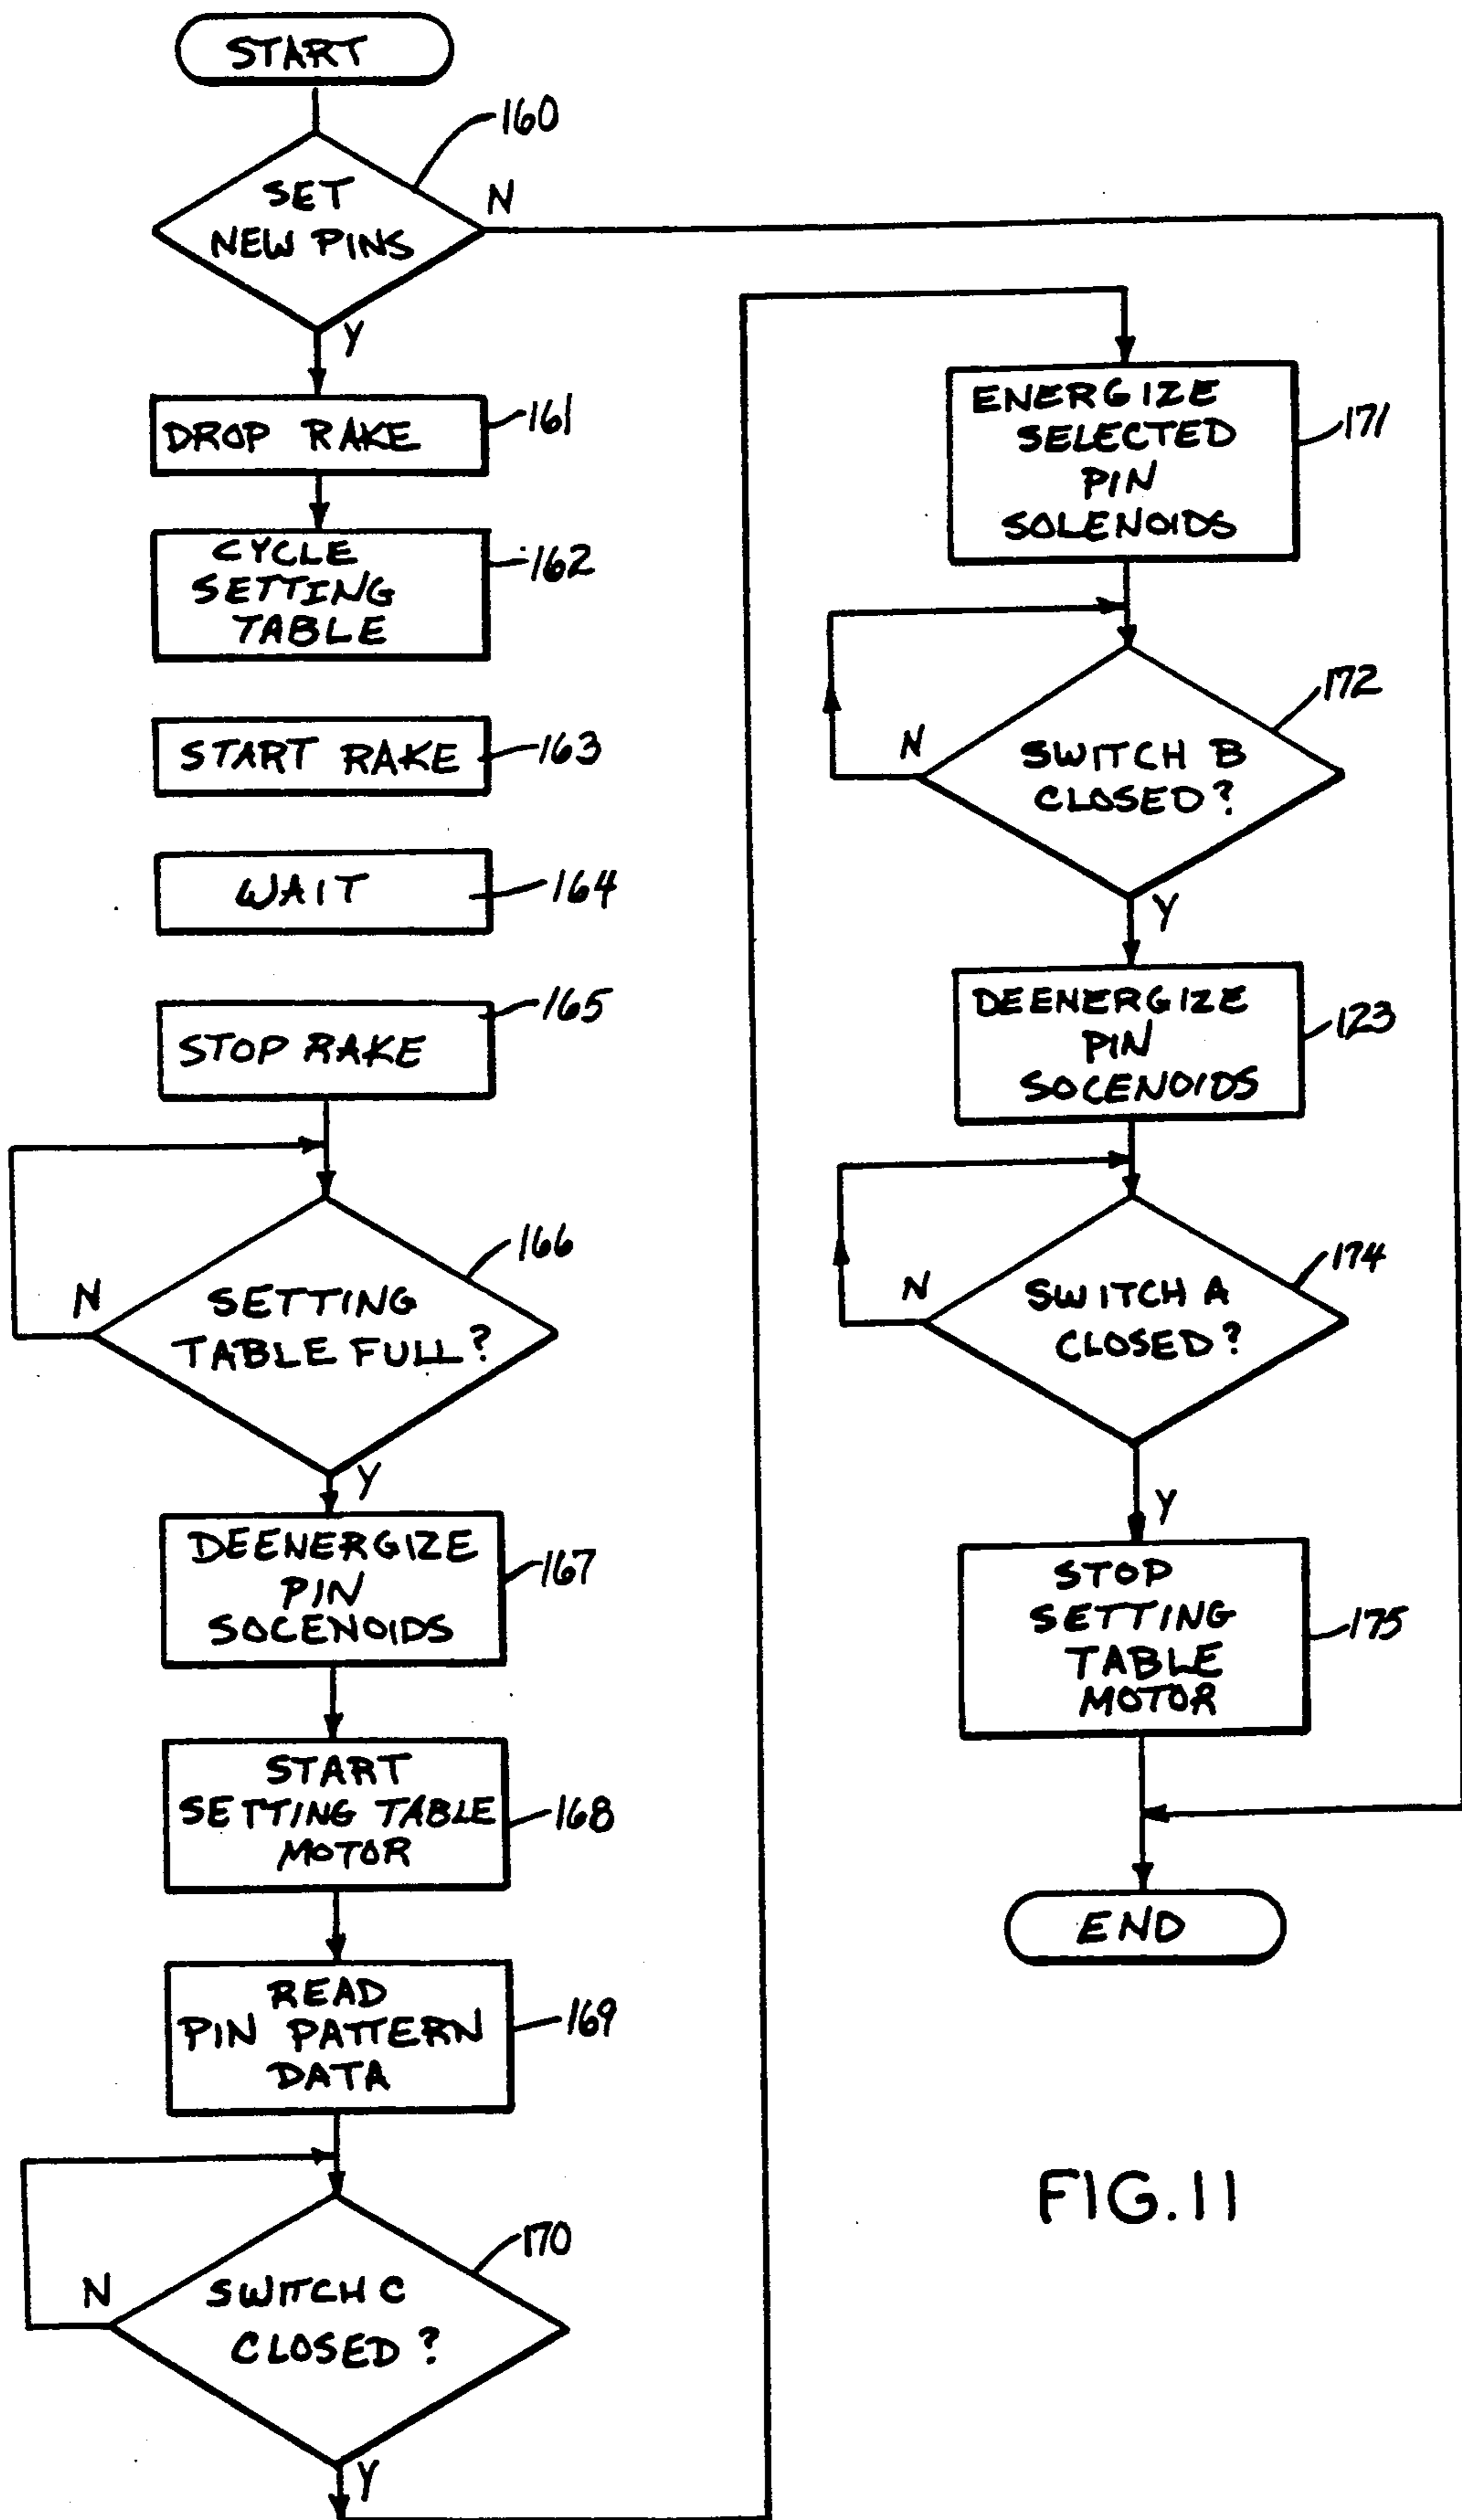 START
160
SET
NEW PINS
N
Y
DROP RAKE
161
CYCLE
SETTING
TABLE
162
START RAKE
163
WAIT
164
STOP RAKE
165
166
SETTING
TABLE FULL?
N
Y
DEENERGIZE
PIN
SOCENOIDS
167
START
SETTING TABLE
MOTOR
168
READ
PIN PATTERN
DATA
169
170
SWITCH C
CLOSED?
N
Y
ENERGIZE
SELECTED
PIN
SOLENOIDS
171
172
SWITCH B
CLOSED?
N
Y
DEENERGIZE
PIN
SOCENOIDS
123
174
SWITCH A
CLOSED?
N
Y
STOP
SETTING
TABLE
MOTOR
175
END
FIG.11